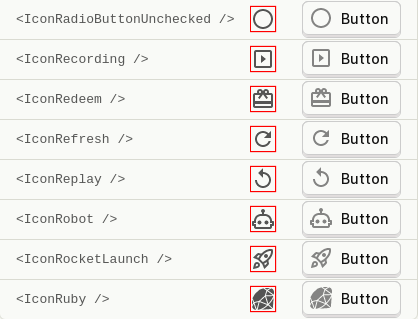 <IconRadioButtonUnchecked /> Button
<IconRecording /> Button
<IconRedeem /> Button
<IconRefresh /> Button
<IconReplay /> Button
<IconRobot /> Button
<IconRocketLaunch /> Button
<IconRuby /> Button